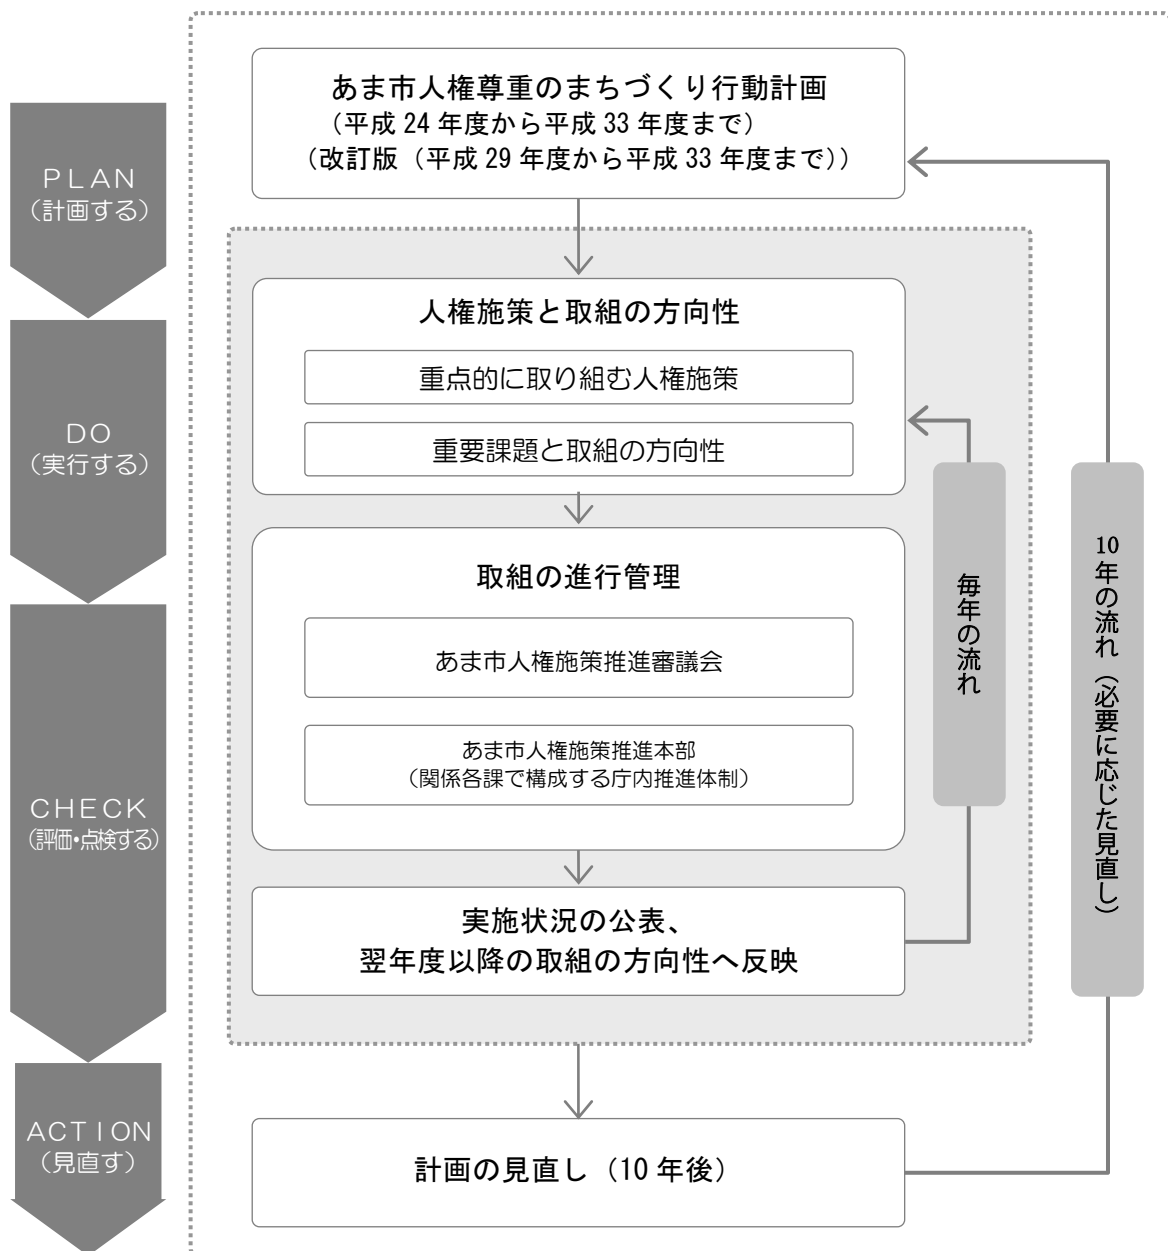 PLAN
（計画する）
DO
（実行する）
CHECK
（評価・点検する）
ACTION
（見直す）
あま市人権尊重のまちづくり行動計画
（平成 24 年度から平成 33 年度まで）
（改訂版（平成 29 年度から平成 33 年度まで））
人権施策と取組の方向性
重点的に取り組む人権施策
重要課題と取組の方向性
取組の進行管理
あま市人権施策推進審議会
あま市人権施策推進本部
（関係各課で構成する庁内推進体制）
実施状況の公表、
翌年度以降の取組の方向性へ反映
計画の見直し（10 年後）
毎年の流れ
10年の流れ（必要に応じた見直し）